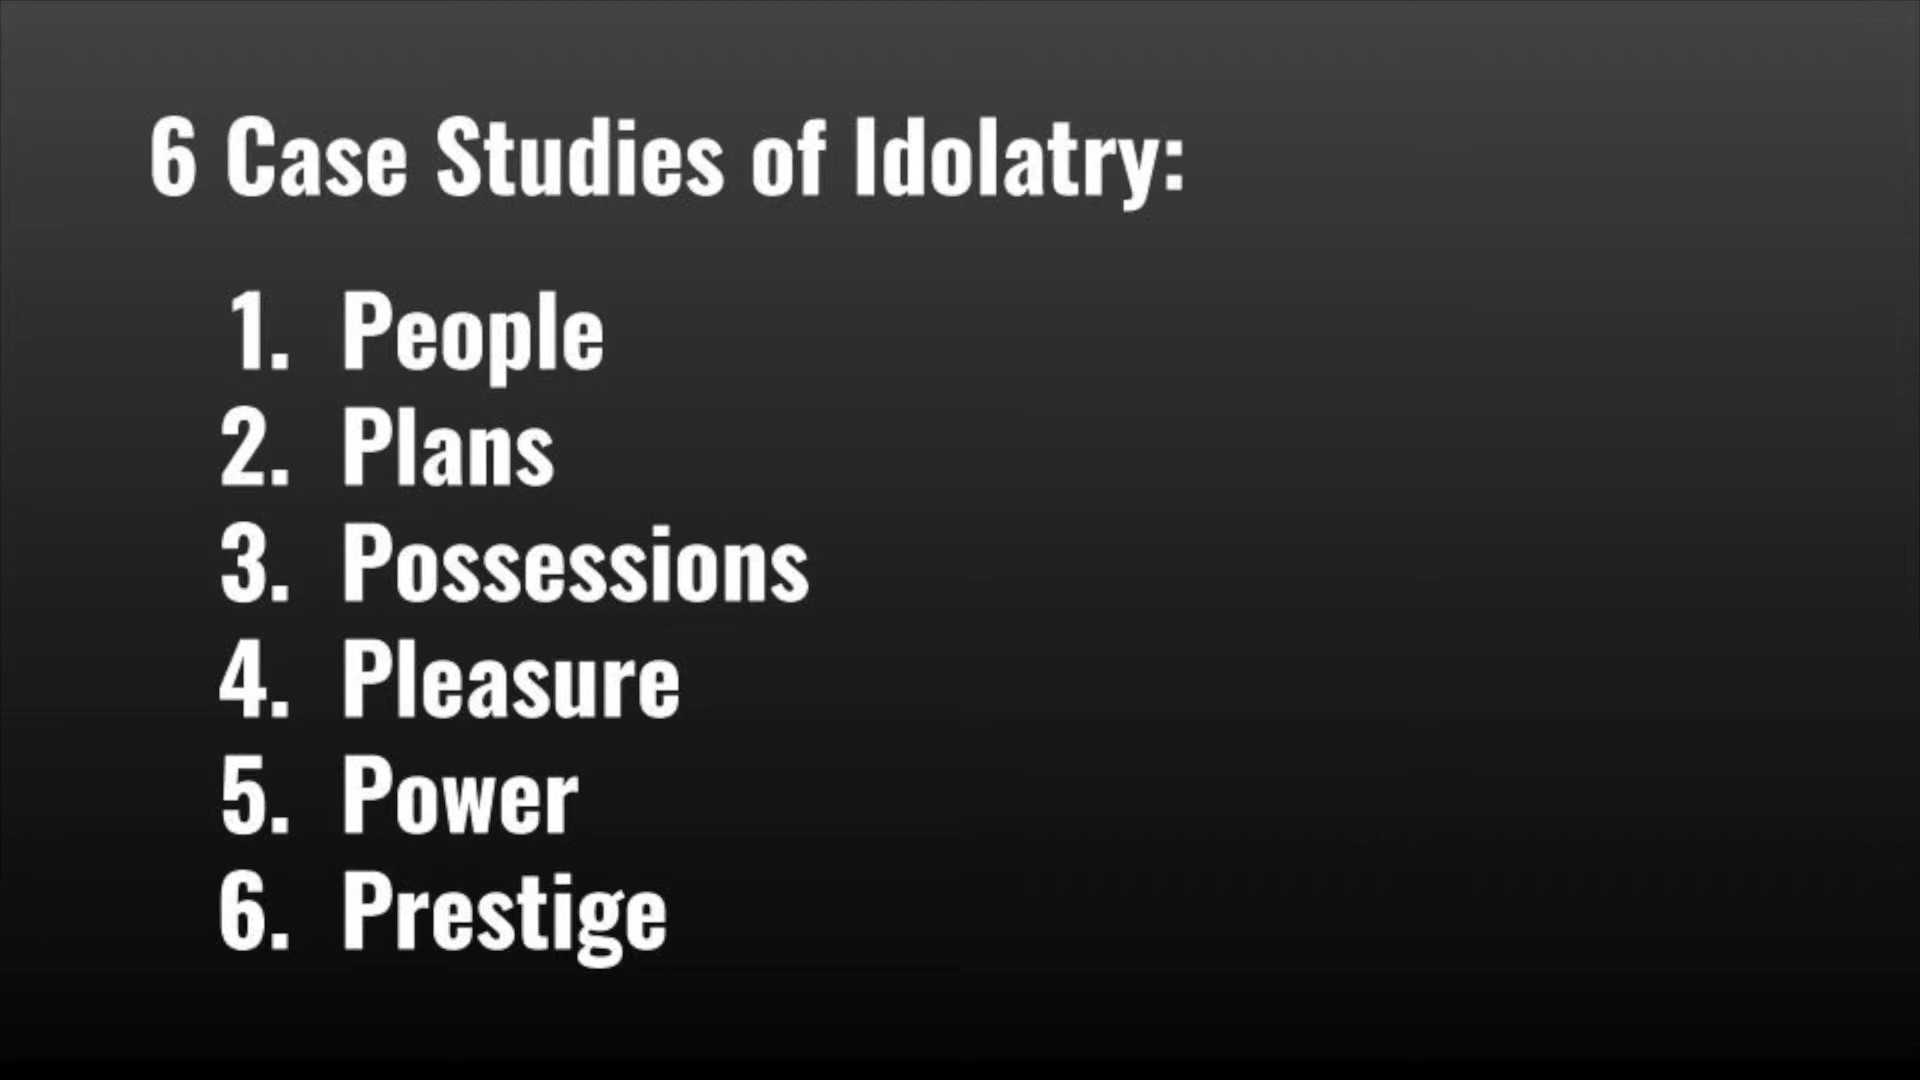 6 Case Studies of Idolatry:
1. People
2. Plans
3. Possessions
4. Pleasure
5. Power
6. Prestige